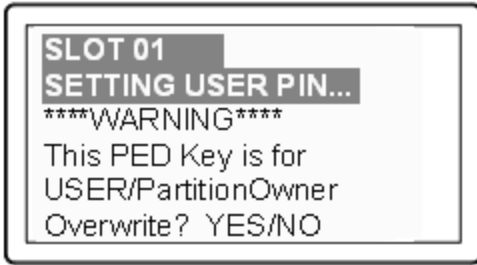 SLOT 01
SETTING USER PIN...
****WARNING****
This PED Key is for
USER/PartitionOwner
Overwrite? YES/NO